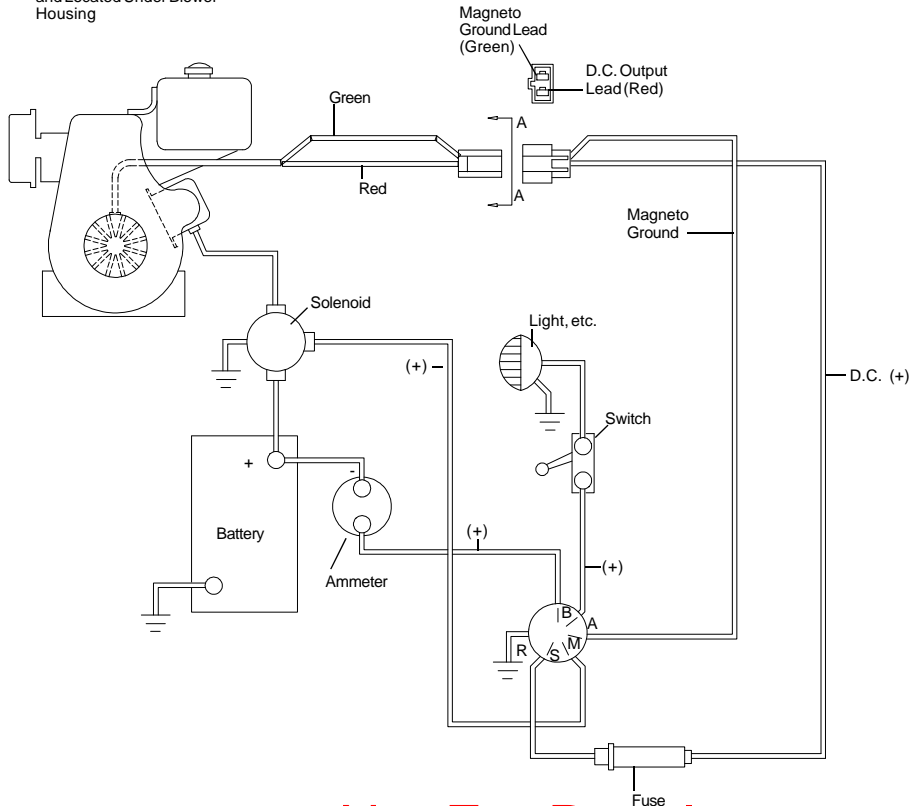 and Located Under Blower
Housing
Magneto
Ground Lead
(Green)
D.C. Output
Lead (Red)
Green
A
A
Red
Magneto
Ground
Solenoid
Light, etc.
(+)
D.C. (+)
Switch
+
-
Battery
(+)
(+)
Ammeter
B
A
M
R
S
Fuse